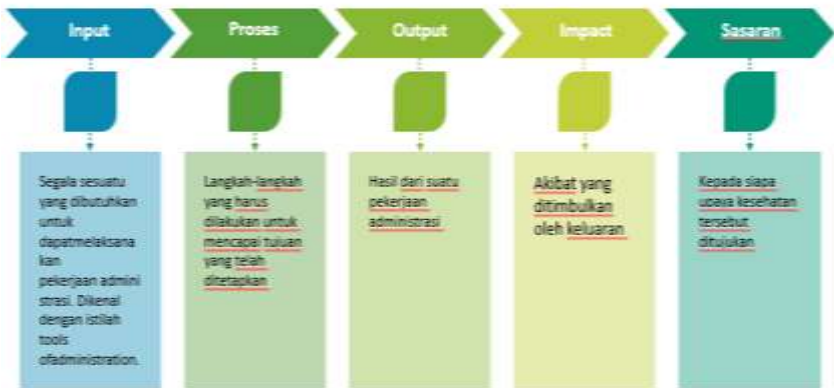 Input
Proses
Output
Impact
Sasaran
Segala sesuatu
yang dibutuhkan
untuk
dapatmelaksana
kan
pekerjaan admini
strasi. Dikenal
dengan istilah
tools
ofadministration.
Langkah-langkah
yang harus
dilakukan untuk
mencapai tujuan
yang telah
ditetapkan
Hasil dari suatu
pekerjaan
administrasi
Akibat yang
ditimbulkan
oleh keluaran
Kepada siapa
upaya kesehatan
tersebut
ditujukan